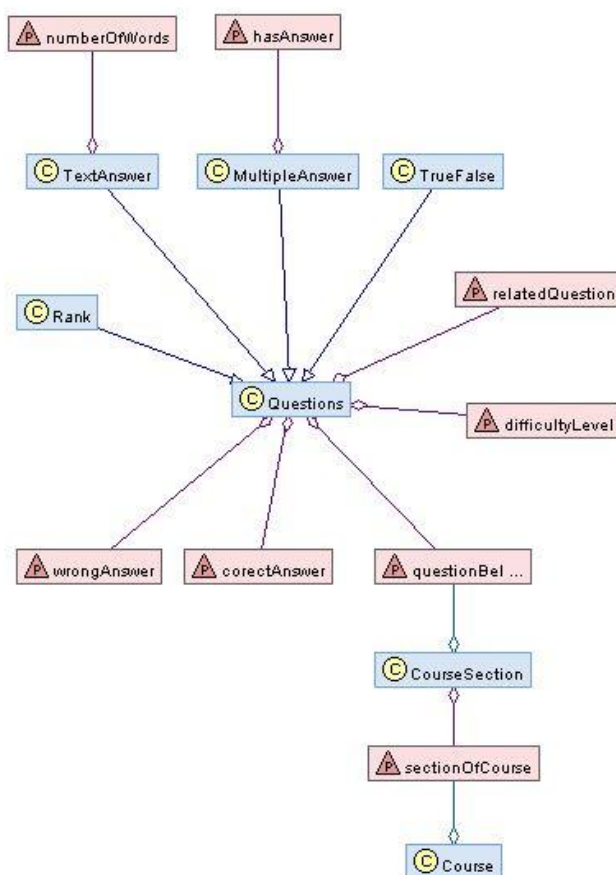 P numberOfWords
P hasAnswer
C TextAnswer
C MultipleAnswer
C TrueFalse
P relatedQuestion
C Rank
C Questions
P difficultyLevel
P wrongAnswer
P corectAnswer
P questionBel ...
C CourseSection
P sectionOfCourse
C Course